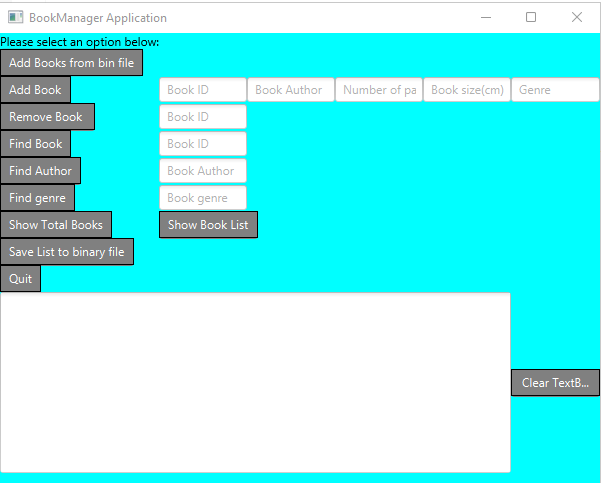 BookManager Application
Please select an option below:
Add Books from bin file
Add Book Book ID Book Author Number of pa Book size(cm) Genre
Remove Book Book ID
Find Book Book ID
Find Author Book Author
Find genre Book genre
Show Total Books Show Book List
Save List to binary file
Quit
Clear TextB...